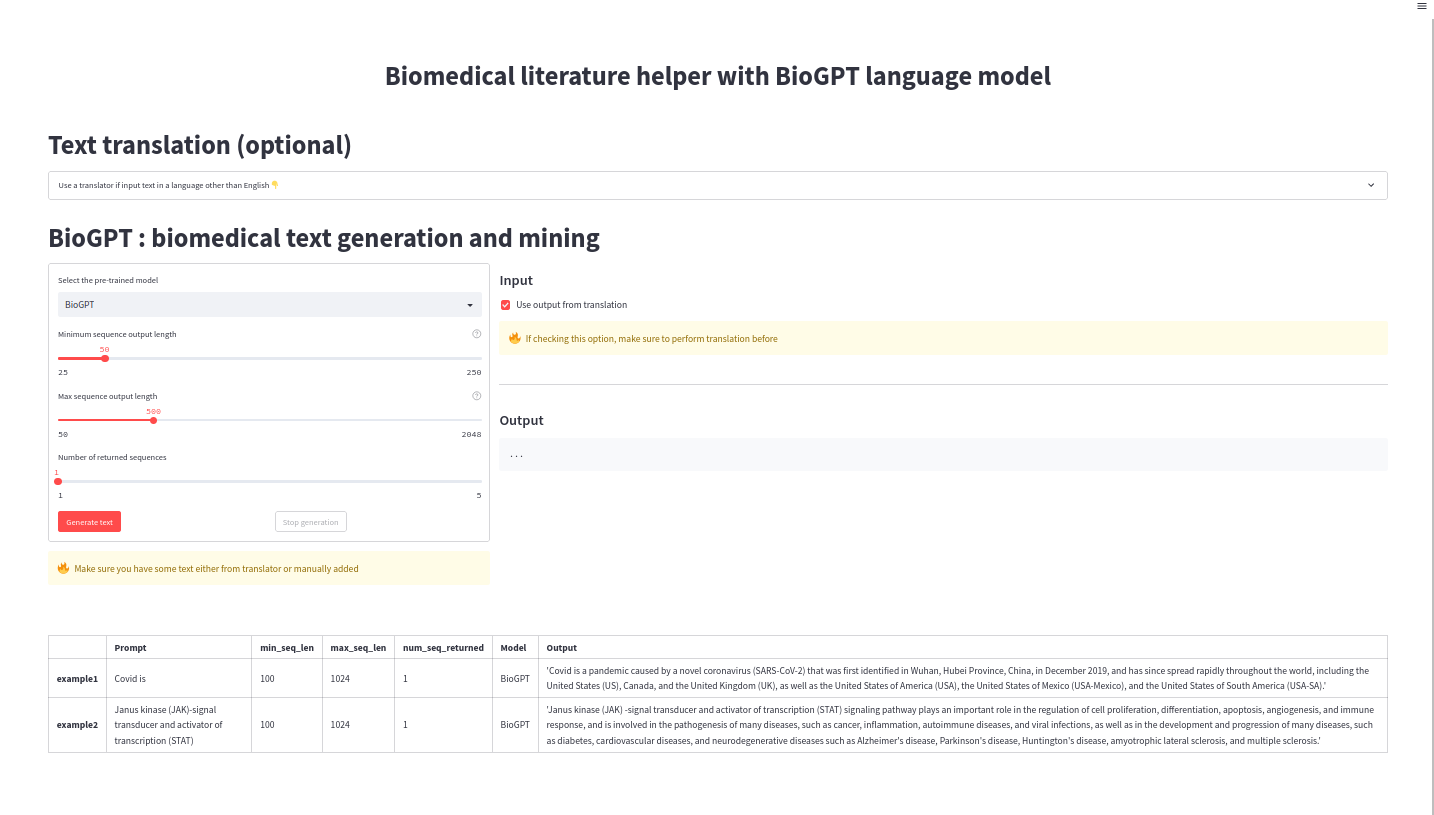 Biomedical literature helper with BioGPT language model
Text translation (optional)
Use a translator if input text in a language other than English 👇
BioGPT : biomedical text generation and mining
Select the pre-trained model
BioGPT
Minimum sequence output length
50
25
250
Max sequence output length
500
50
2048
Number of returned sequences
1
1
5
Generate text
Stop generation
🔥 Make sure you have some text either from translator or manually added
Input
Use output from translation
🔥 If checking this option, make sure to perform translation before
Output
...
Prompt min_seq_len max_seq_len num_seq_returned Model Output
example1
Covid is
100
1024
1
BioGPT
'Covid is a pandemic caused by a novel coronavirus (SARS-CoV-2) that was first identified in Wuhan, Hubei Province, China, in December 2019, and has since spread rapidly throughout the world, including the
United States (US), Canada, and the United Kingdom (UK), as well as the United States of America (USA), the United States of Mexico (USA-Mexico), and the United States of South America (USA-SA).'
example2
Janus kinase (JAK)-signal
transducer and activator of
transcription (STAT)
100
1024
1
BioGPT
'Janus kinase (JAK) -signal transducer and activator of transcription (STAT) signaling pathway plays an important role in the regulation of cell proliferation, differentiation, apoptosis, angiogenesis, and immune
response, and is involved in the pathogenesis of many diseases, such as cancer, inflammation, autoimmune diseases, and viral infections, as well as in the development and progression of many diseases, such
as diabetes, cardiovascular diseases, and neurodegenerative diseases such as Alzheimer's disease, Parkinson's disease, Huntington's disease, amyotrophic lateral sclerosis, and multiple sclerosis.'